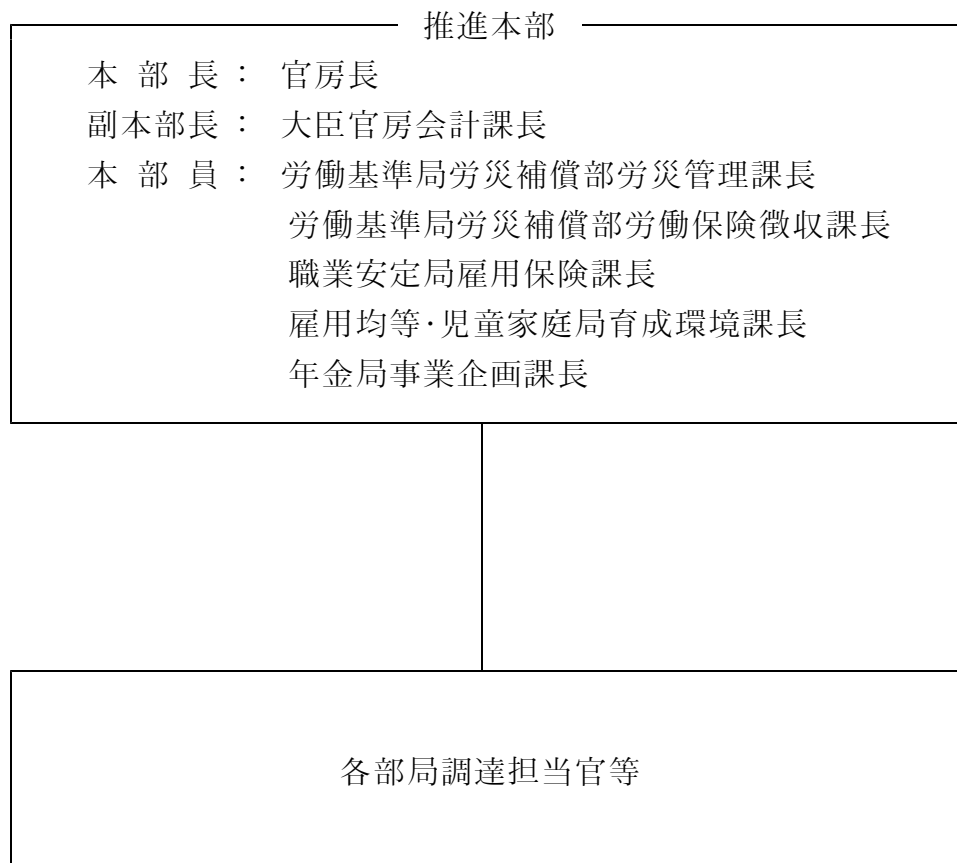 推進本部
本部長： 官房長
副本部長： 大臣官房会計課長
本部員： 労働基準局労災補償部労災管理課長
労働基準局労災補償部労働保険徴収課長
職業安定局雇用保険課長
雇用均等・児童家庭局育成環境課長
年金局事業企画課長
各部局調達担当官等